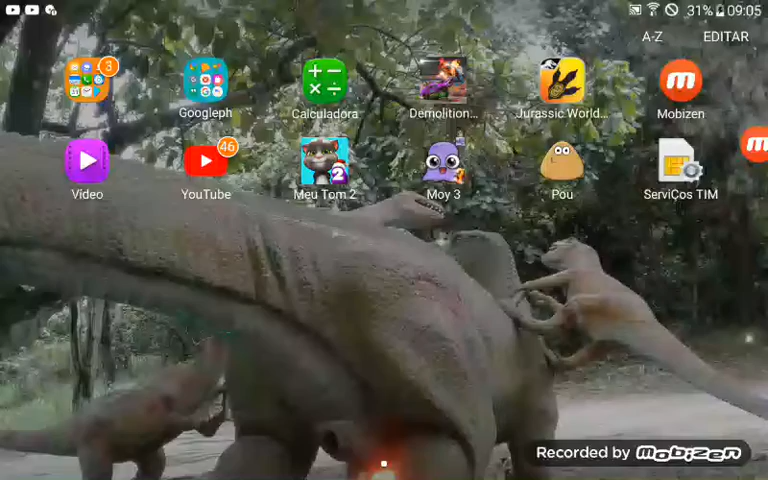 31% 09:05
A-Z EDITAR
3
Googleph Calculadora Demolition... Jurassic World... Mobizen
46
2
Vídeo YouTube Meu Tom 2 Moy 3 Pou ServiÇos TIM
Recorded by MOBIZEN